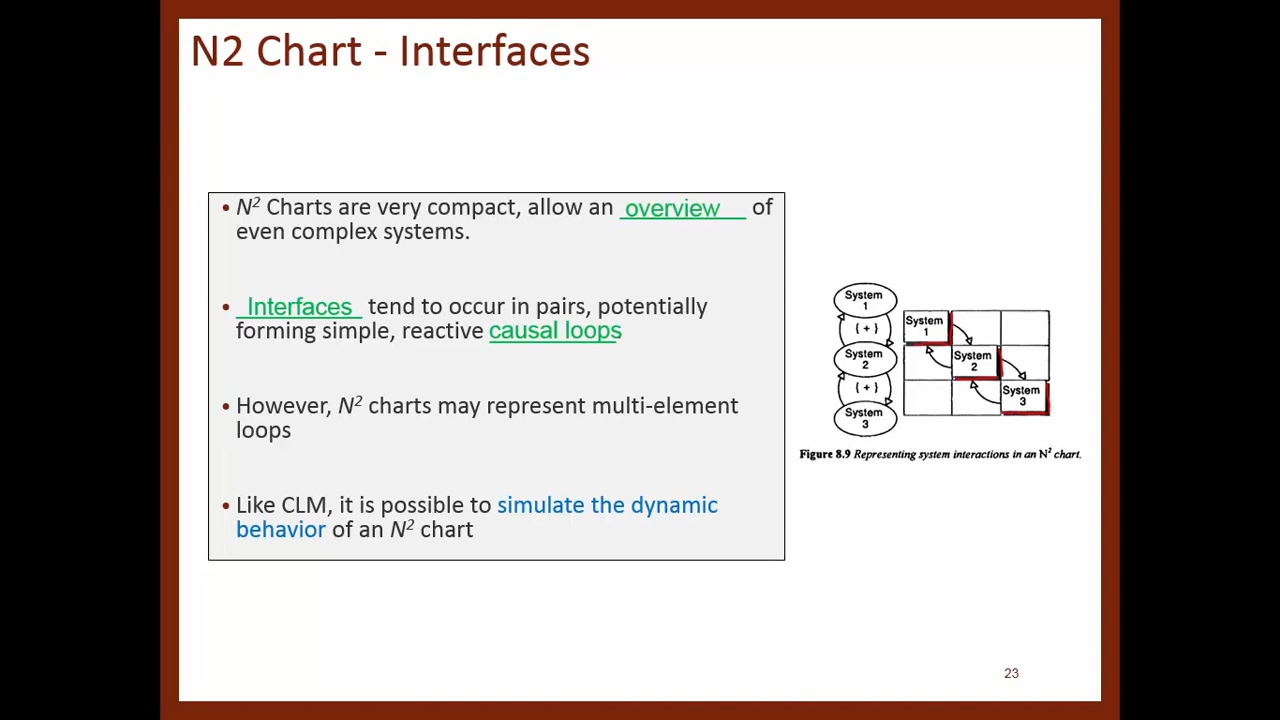 N2 Chart - Interfaces
• N² Charts are very compact, allow an overview of
even complex systems.
• Interfaces tend to occur in pairs, potentially
forming simple, reactive causal loops.
• However, N² charts may represent multi-element
loops
• Like CLM, it is possible to simulate the dynamic
behavior of an N² chart
System
1
{+}
System
2
{+}
System
3
System
1
System
2
System
3
Figure 8.9 Representing system interactions in an N² chart.
23